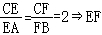 CE/EA = CF/FB = 2 ⇒ EF